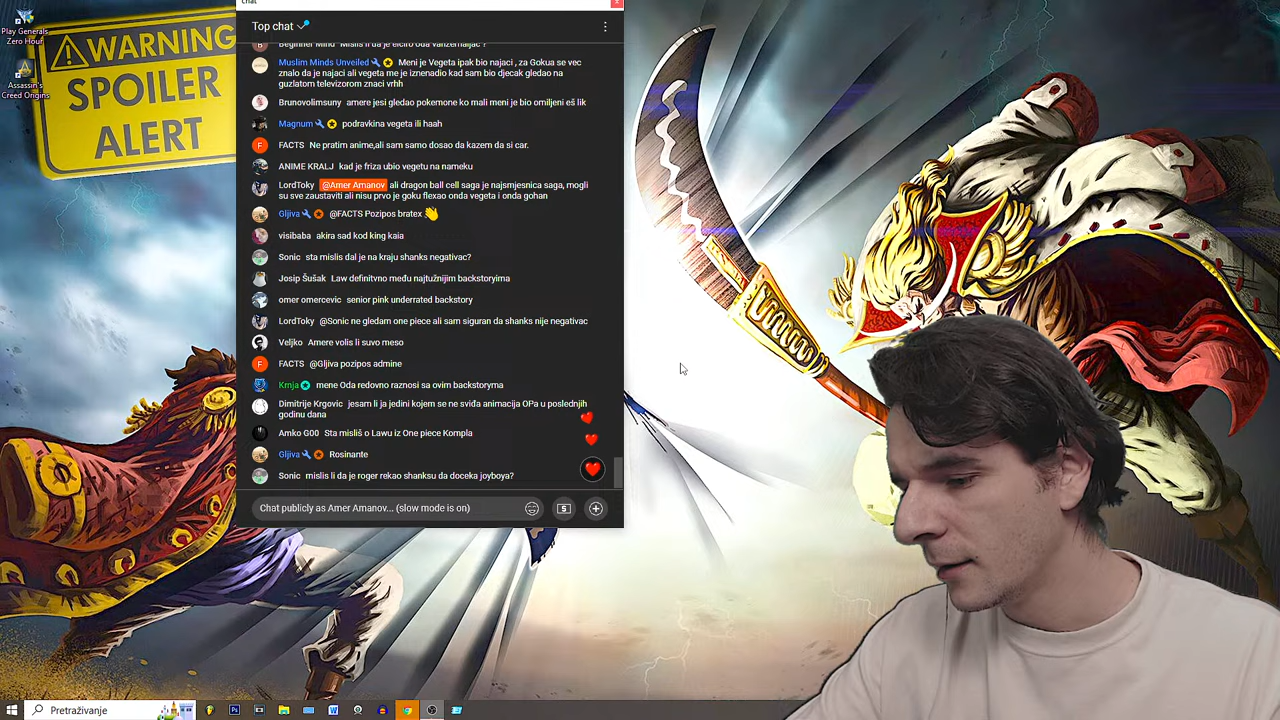 Play Generals
Zero Hour
Assassin's
Creed Origins
WARNING
SPOILER
ALERT
Chat
Top chat
Beginner Mind
Muslim Minds Unveiled Meni je Vegeta ipak bio najaci , za Gokua se vec
znalo da je najaci ali vegeta me je iznenadio kad sam bio djecak gledao na
guzlatom televizorom znaci vrhh
Brunovolimsuny amere jesi gledao pokemone ko mali meni je bio omiljeni eš lik
Magnum podravkina vegeta ili haah
F FACTS Ne pratim anime,ali sam samo dosao da kazem da si car.
ANIME KRALJ kad je friza ubio vegetu na nameku
LordToky @Amer Amanov ali dragon ball cell saga je najsmjesnica saga, mogli
su sve zaustaviti ali nisu prvo je goku flexao onda vegeta i onda gohan
Gljiva @FACTS Pozipos bratex 👋
visibaba akira sad kod king kaia
Sonic sta mislis dal je na kraju shanks negativac?
Josip Šušak Law definitvno među najtužnijim backstoryima
omer omercevic senior pink underrated backstory
LordToky @Sonic ne gledam one piece ali sam siguran da shanks nije negativac
Veljko Amere volis li suvo meso
F FACTS @Gljiva pozipos admine
Krnja mene Oda redovno raznosi sa ovim backstoryma
Dimitrije Krgovic jesam li ja jedini kojem se ne sviđa animacija OPa u poslednjih
godinu dana
Amko G00 Sta misliš o Lawu iz One piece Kompla
Gljiva Rosinante
Sonic mislis li da je roger rekao shanksu da doceka joyboya?
Chat publicly as Amer Amanov... (slow mode is on)
Pretraživanje